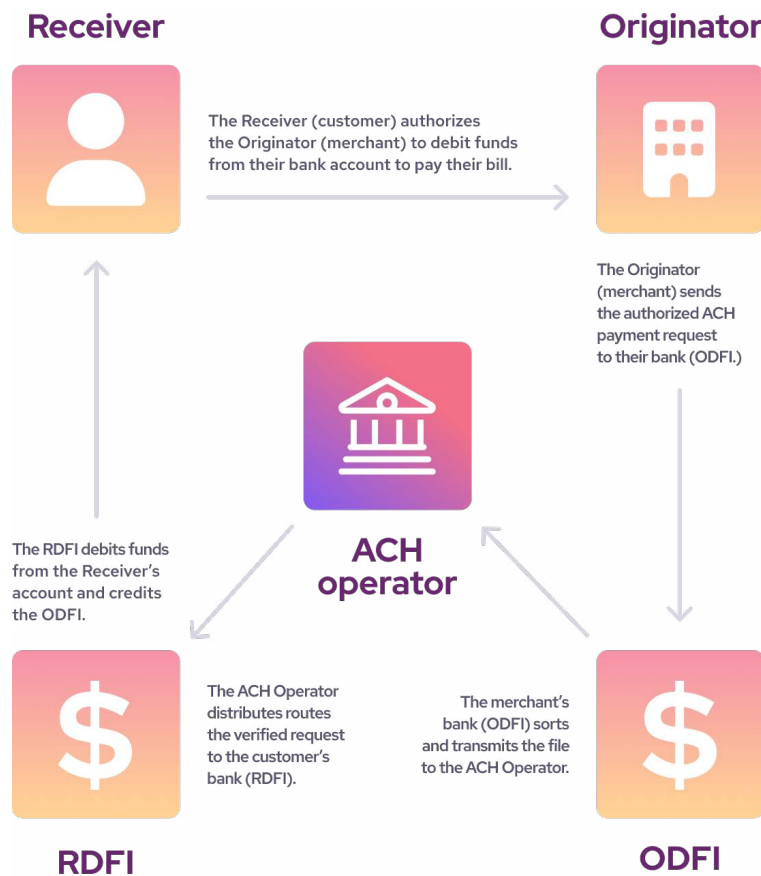 Receiver
Originator
The Receiver (customer) authorizes
the Originator (merchant) to debit funds
from their bank account to pay their bill.
The Originator
(merchant) sends
the authorized ACH
payment request
to their bank (ODFI.)
ACH
operator
The RDFI debits funds
from the Receiver's
account and credits
the ODFI.
The ACH Operator
distributes routes
the verified request
to the customer's
bank (RDFI).
The merchant's
bank (ODFI) sorts
and transmits the file
to the ACH Operator.
$
$
RDFI
ODFI